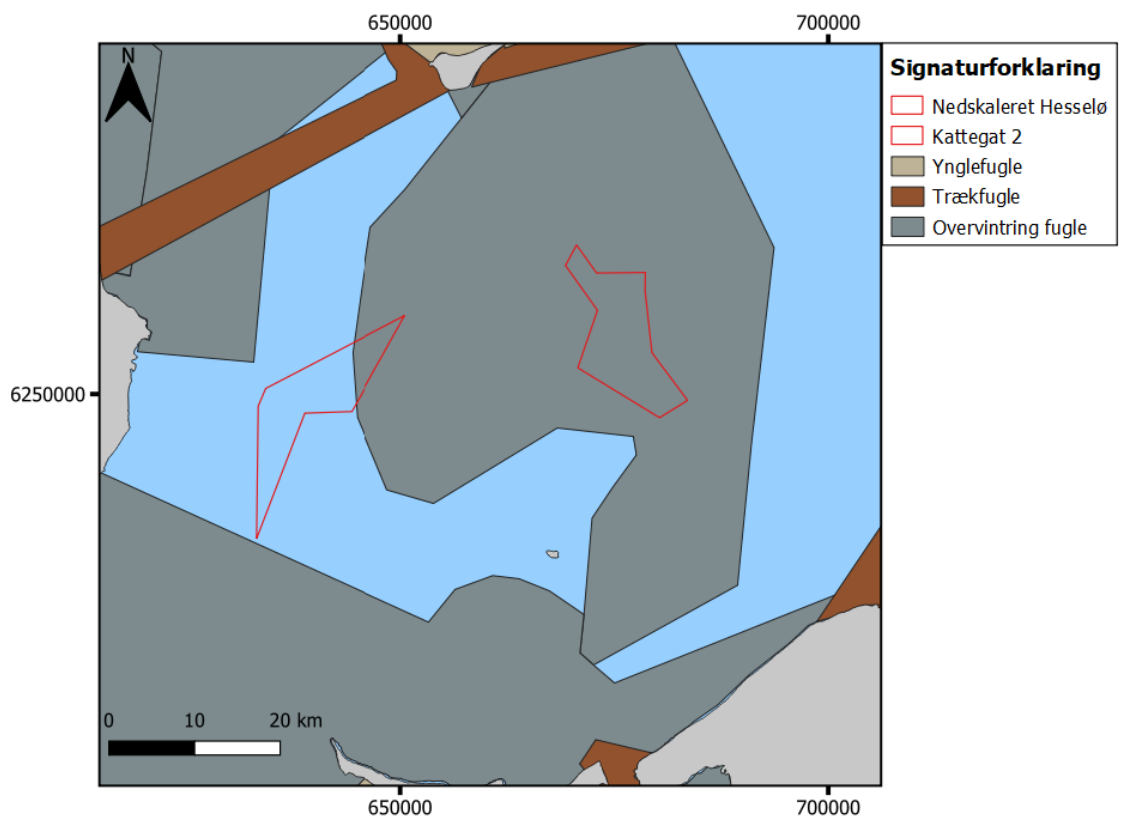 650000
700000
N
Signaturforklaring
Nedskaleret Hesselø
Kattegat 2
Ynglefugle
Trækfugle
Overvintring fugle
6250000
0 10 20 km
650000
700000